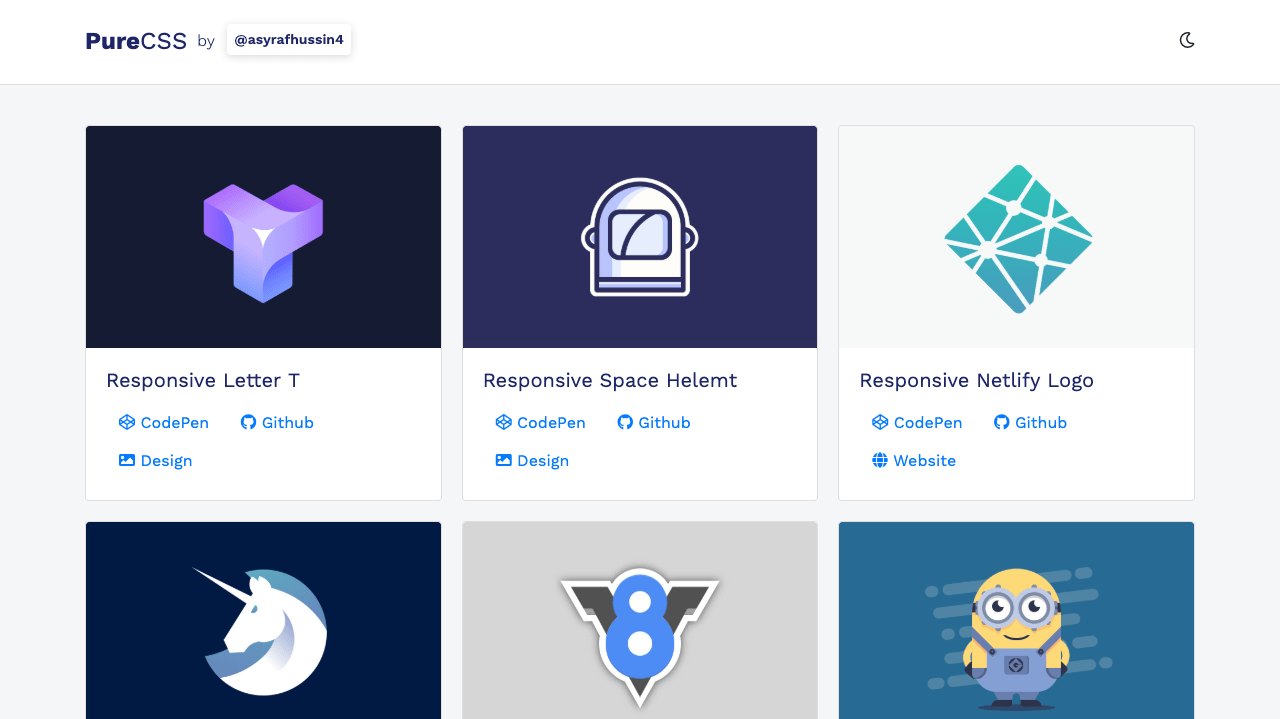 PureCSS by @asyrafhussin4
Responsive Letter T
CodePen Github
Design
Responsive Space Helemt
CodePen Github
Design
Responsive Netlify Logo
CodePen Github
Website
8